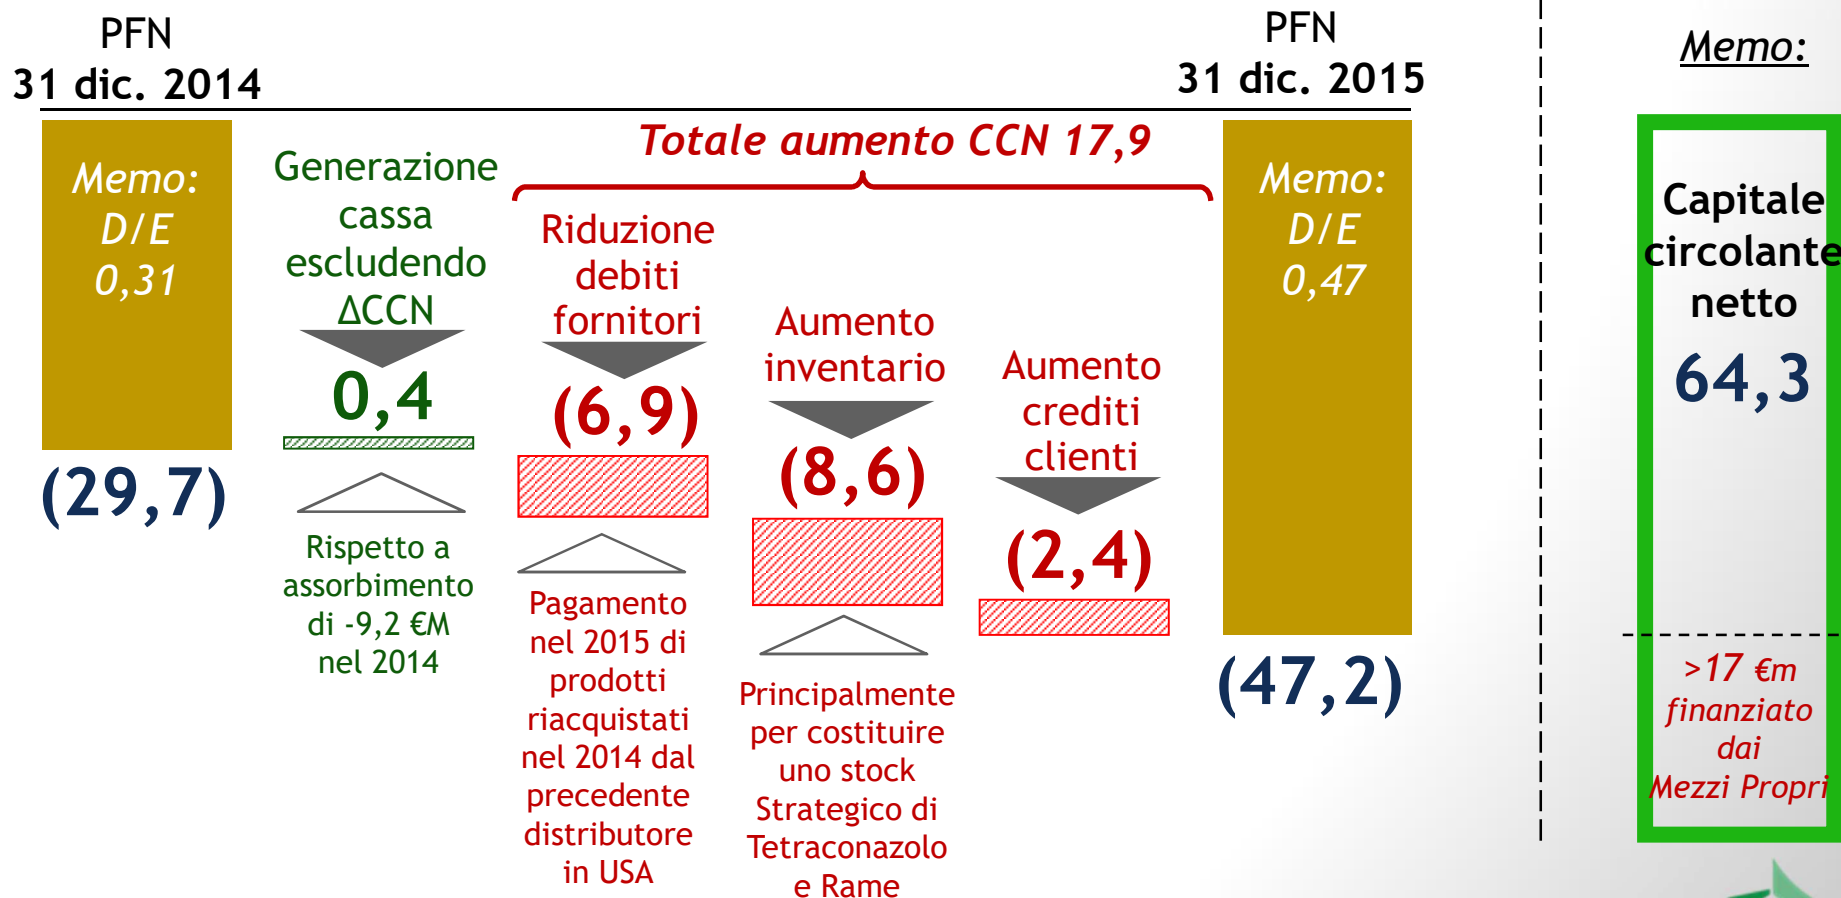 PFN
31 dic. 2014
PFN
31 dic. 2015
Memo:
D/E
0,31
Generazione
cassa
escludendo
ΔCCN
0,4
Rispetto a
assorbimento
di -9,2 €M
nel 2014
(29,7)
Totale aumento CCN 17,9
Riduzione
debiti
fornitori
(6,9)
Pagamento
nel 2015 di
prodotti
riacquistati
nel 2014 dal
precedente
distributore
in USA
Aumento
inventario
(8,6)
Principalmente
per costituire
uno stock
Strategico di
Tetraconazolo
e Rame
Aumento
crediti
clienti
(2,4)
Memo:
D/E
0,47
(47,2)
Memo:
Capitale
circolante
netto
64,3
>17 €m
finanziato
dai
Mezzi Propri